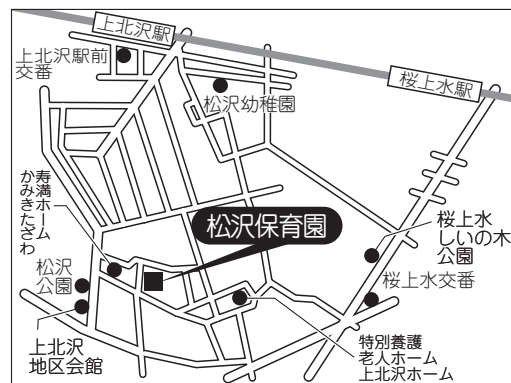 上北沢駅
上北沢駅前
交番
桜上水駅
松沢幼稚園
寿満ホーム
かみきたざわ
松沢保育園
桜上水
しいの木
公園
松沢
公園
桜上水交番
上北沢
地区会館
特別養護
老人ホーム
上北沢ホーム